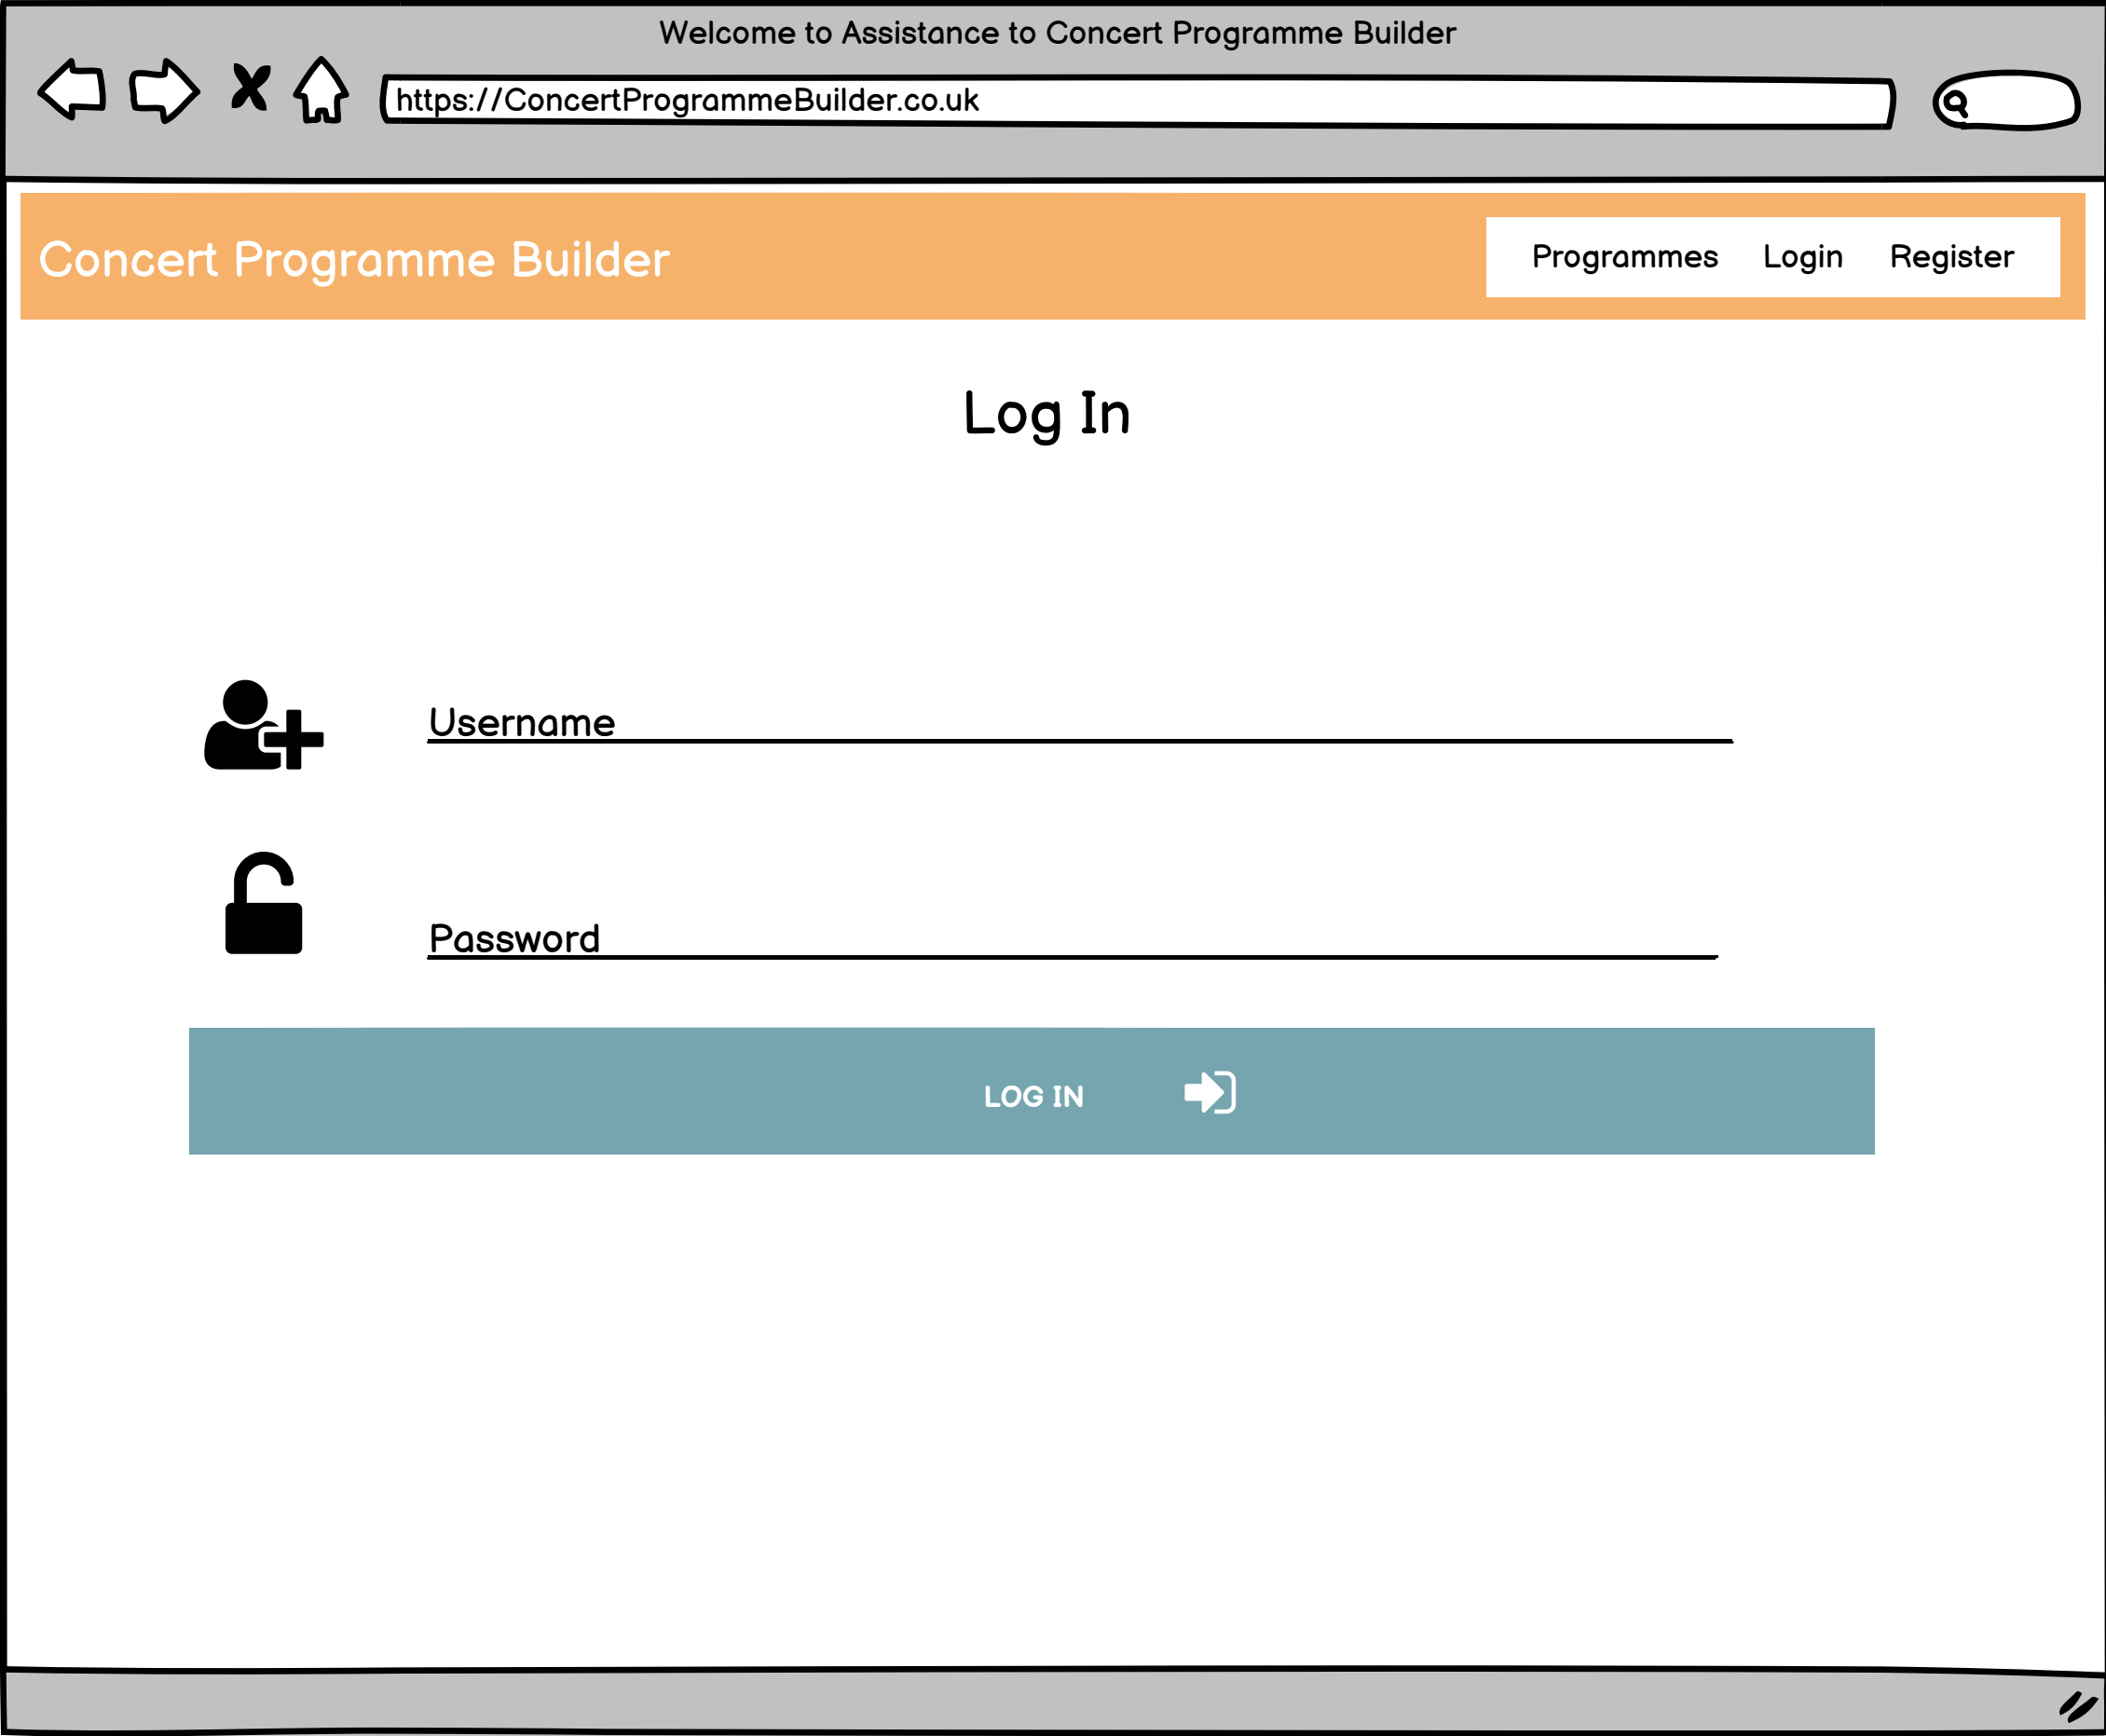 Welcome to Assistance to Concert Programme Builder
https://ConcertProgrammeBuilder.co.uk
Concert Programme Builder
Programmes Login Register
Log In
Username
Password
LOG IN